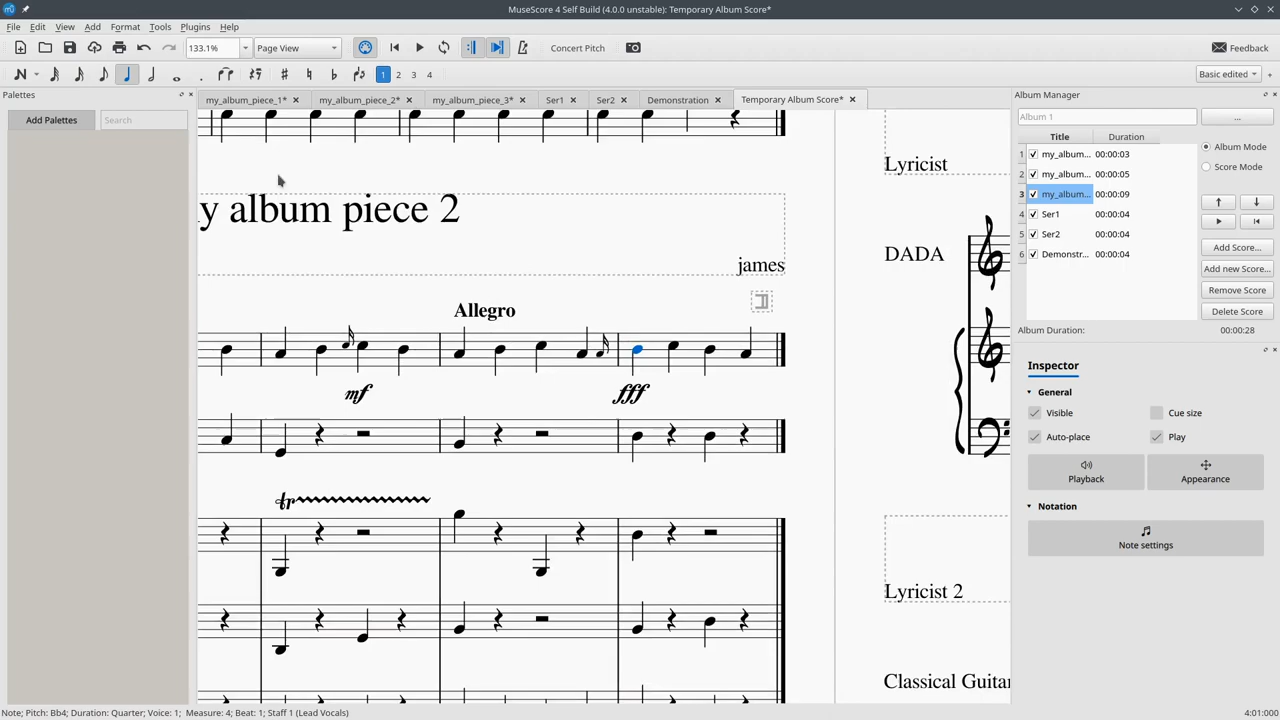 MuseScore 4 Self Build (4.0.0 unstable): Temporary Album Score*
File Edit View Add Format Tools Plugins Help
133.1% Page View Concert Pitch Feedback
1 2 3 4 Basic edited
Palettes
Add Palettes Search
my_album_piece_1* my_album_piece_2* my_album_piece_3* Ser1 Ser2 Demonstration Temporary Album Score*
y album piece 2
james
Allegro
mf
fff
tr
Lyricist
DADA
Lyricist 2
Classical Guitar
Album Manager
Album 1 ...
Title Duration
1 my_album... 00:00:03
2 my_album... 00:00:05
3 my_album... 00:00:09
4 Ser1 00:00:04
5 Ser2 00:00:04
6 Demonstr... 00:00:04
Album Mode
Score Mode
Add Score...
Add new Score...
Remove Score
Delete Score
Album Duration: 00:00:28
Inspector
General
Visible Cue size
Auto-place Play
Playback Appearance
Notation
Note settings
Note; Pitch: Bb4; Duration: Quarter; Voice: 1; Measure: 4; Beat: 1; Staff 1 (Lead Vocals) 4:01:000